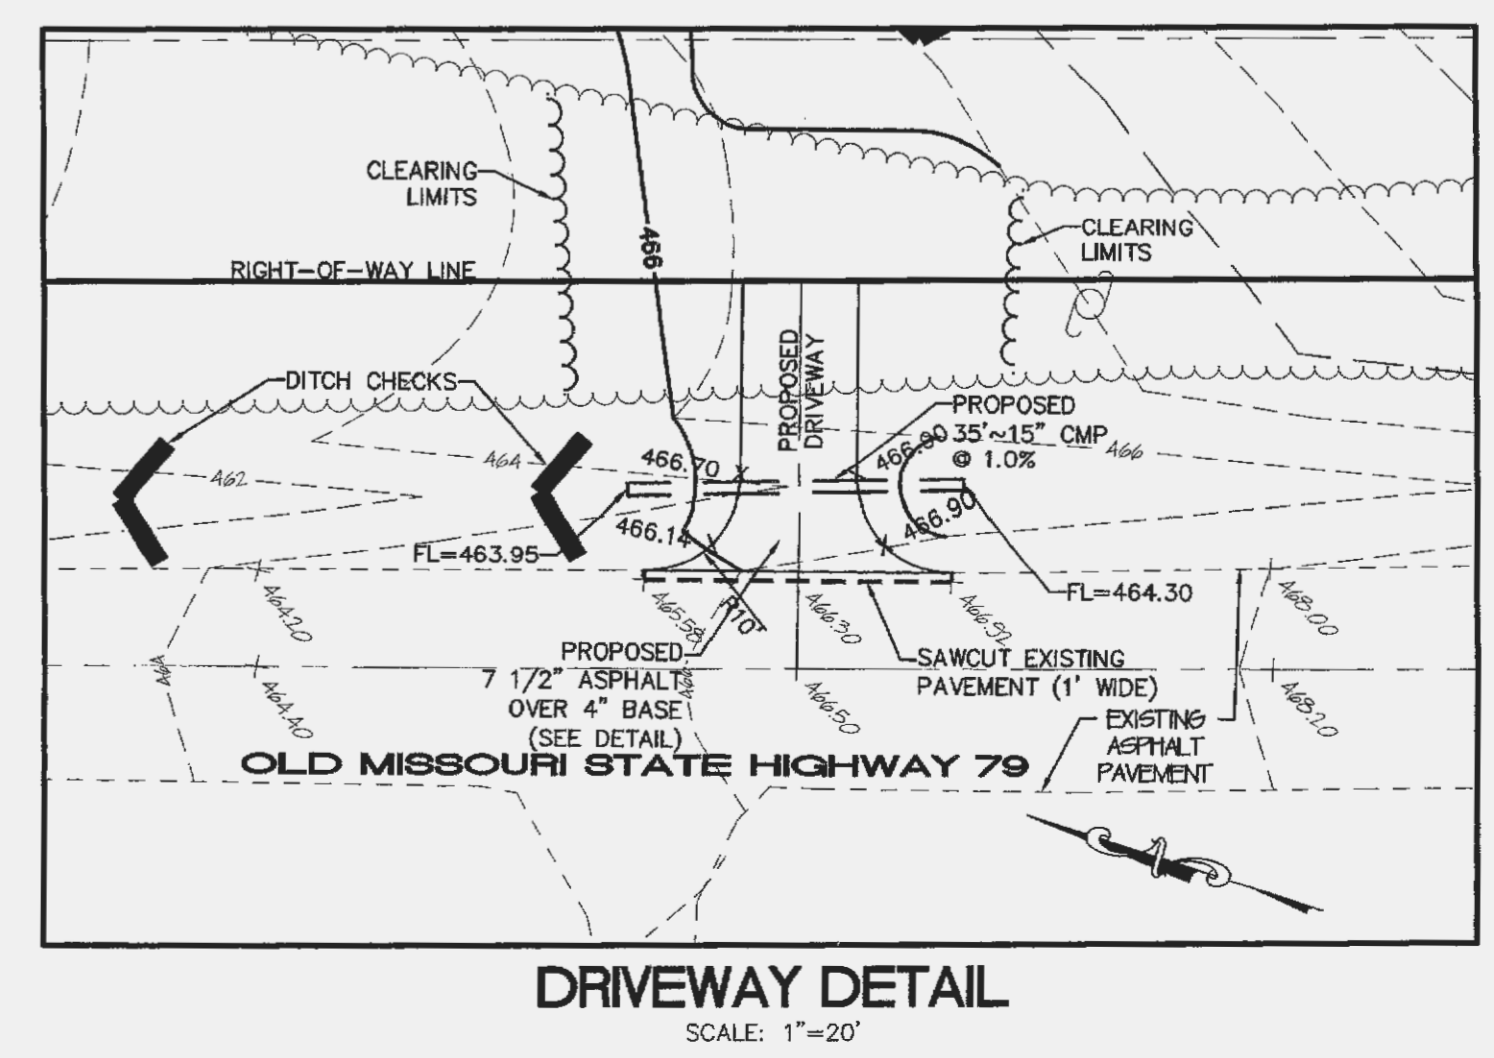 CLEARING
LIMITS
466
CLEARING
LIMITS
RIGHT-OF-WAY LINE
PROPOSED
DRIVEWAY
DITCH CHECKS
PROPOSED
35'~15" CMP
@ 1.0%
466.70
466.90
466
464
462
466.14
466.90
FL=463.95
FL=464.30
464.20
465.58
R10'
466.30
466.92
468.00
PROPOSED
7 1/2" ASPHALT
OVER 4" BASE
(SEE DETAIL)
SAWCUT EXISTING
PAVEMENT (1' WIDE)
464
464.40
466.50
468.20
EXISTING
ASPHALT
PAVEMENT
OLD MISSOURI STATE HIGHWAY 79
DRIVEWAY DETAIL
SCALE: 1"=20'